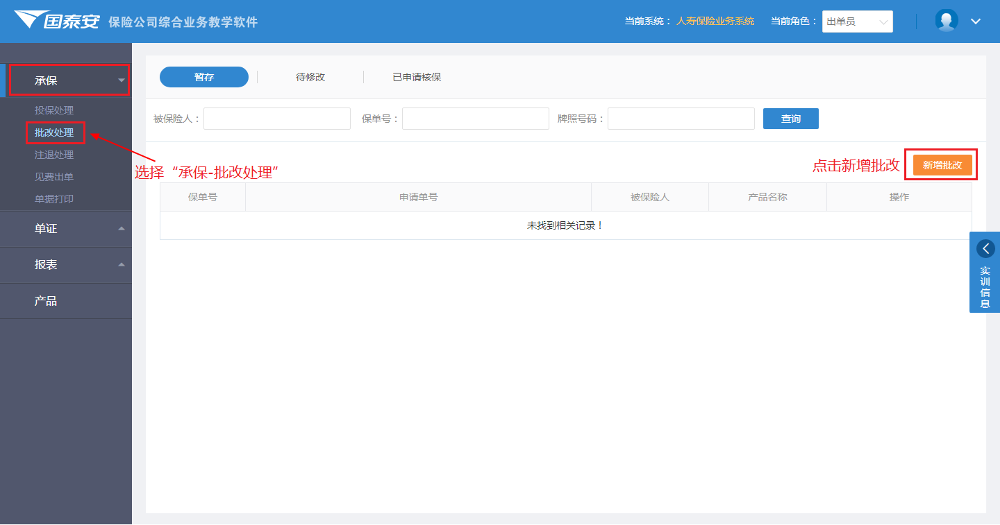 国泰安 保险公司综合业务教学软件
当前系统： 人寿保险业务系统 当前角色： 出单员
承保
投保处理
批改处理
注退处理
见费出单
单据打印
单证
报表
产品
暂存 待修改 已申请核保
被保险人： 保单号： 牌照号码： 查询
选择“承保-批改处理”
点击新增批改 新增批改
保单号 申请单号 被保险人 产品名称 操作
未找到相关记录！
实训信息